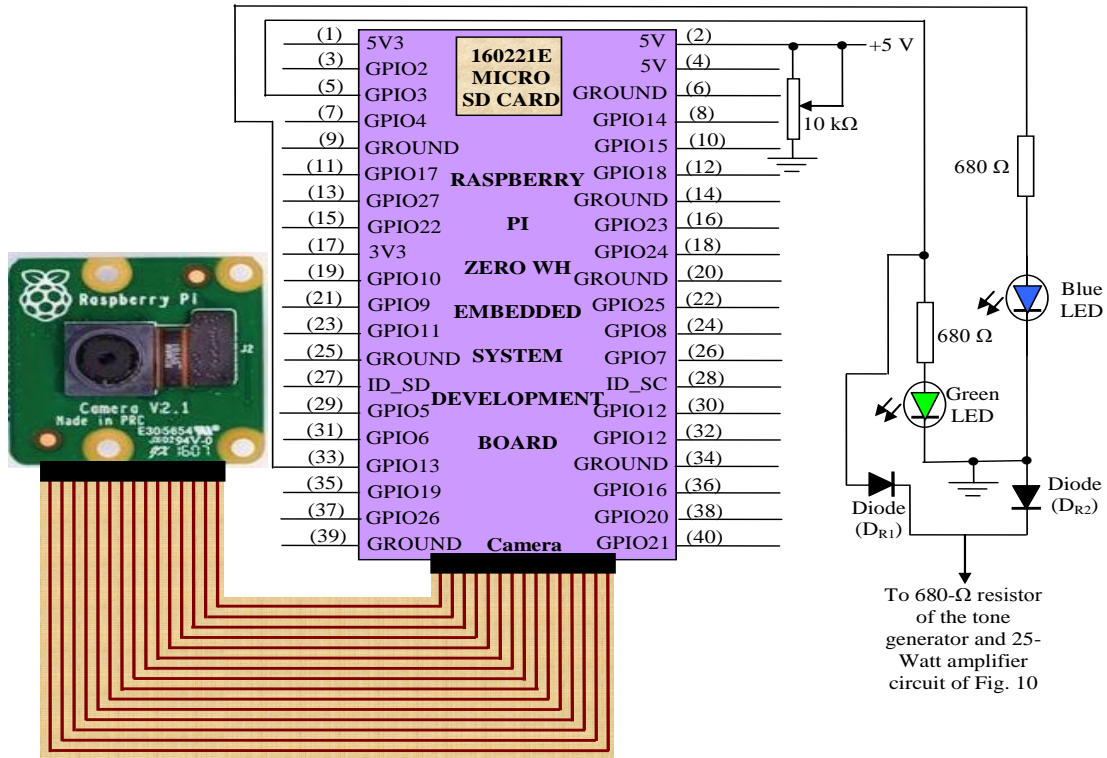 (1) 5V3
(3) GPIO2
(5) GPIO3
(7) GPIO4
(9) GROUND
(11) GPIO17
(13) GPIO27
(15) GPIO22
(17) 3V3
(19) GPIO10
(21) GPIO9
(23) GPIO11
(25) GROUND
(27) ID_SD
(29) GPIO5
(31) GPIO6
(33) GPIO13
(35) GPIO19
(37) GPIO26
(39) GROUND
160221E
MICRO
SD CARD
RASPBERRY
PI
ZERO WH
EMBEDDED
SYSTEM
DEVELOPMENT
BOARD
Camera
5V (2)
5V (4)
GROUND (6)
GPIO14 (8)
GPIO15 (10)
GPIO18 (12)
GROUND (14)
GPIO23 (16)
GPIO24 (18)
GROUND (20)
GPIO25 (22)
GPIO8 (24)
GPIO7 (26)
ID_SC (28)
GPIO12 (30)
GPIO12 (32)
GROUND (34)
GPIO16 (36)
GPIO20 (38)
GPIO21 (40)
+5 V
10 kΩ
680 Ω
Blue
LED
680 Ω
Green
LED
Diode
(DR1)
Diode
(DR2)
To 680-Ω resistor
of the tone
generator and 25-
Watt amplifier
circuit of Fig. 10
Raspberry Pi
J2
Camera V2.1
Made in PRC
E305654
94V-0
1607